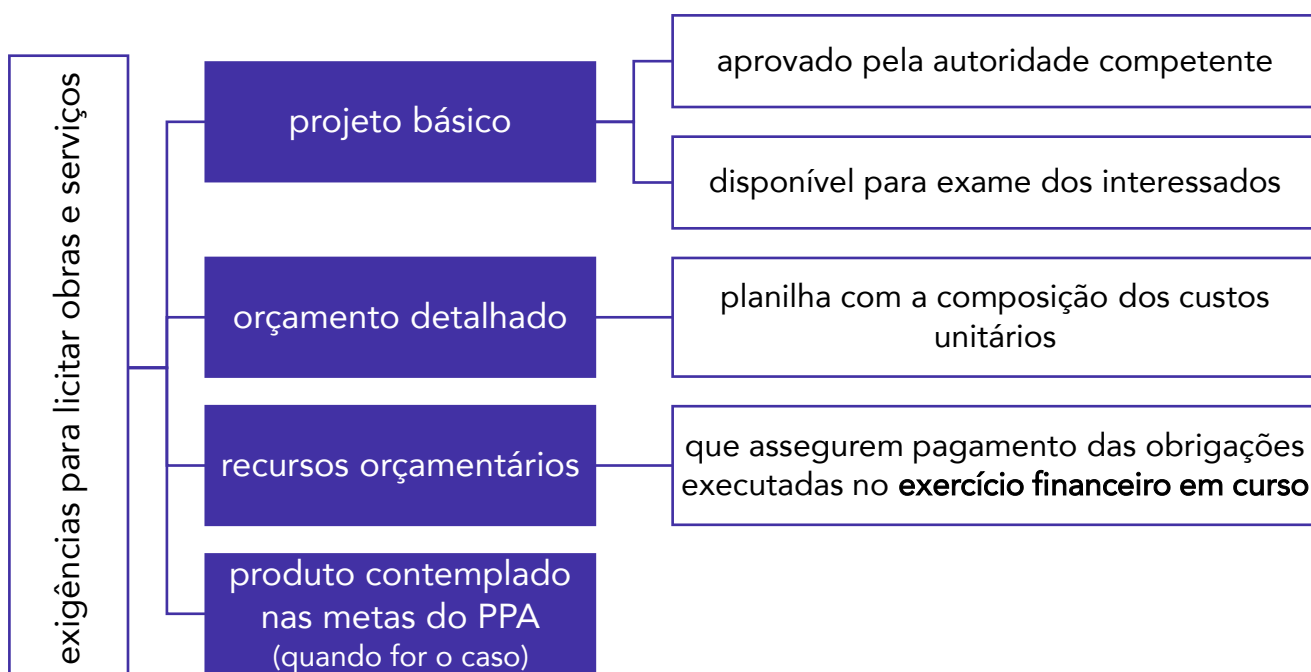 exigências para licitar obras e serviços
projeto básico
aprovado pela autoridade competente
disponível para exame dos interessados
orçamento detalhado
planilha com a composição dos custos
unitários
recursos orçamentários
que assegurem pagamento das obrigações
executadas no exercício financeiro em curso
produto contemplado
nas metas do PPA
(quando for o caso)